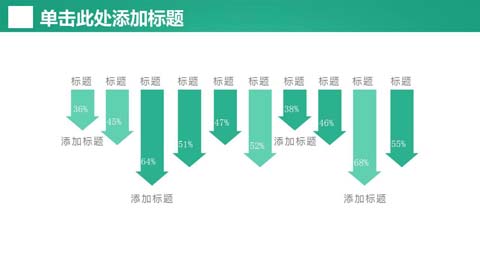 单击此处添加标题
标题 标题 标题 标题 标题 标题 标题 标题 标题 标题
36% 45% 64% 51% 47% 52% 38% 46% 68% 55%
添加标题 添加标题
添加标题 添加标题